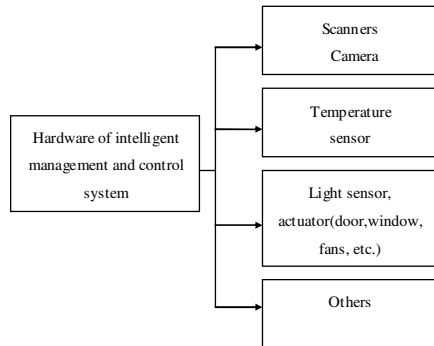 Hardware of intelligent
management and control
system
Scanners
Camera
Temperature
sensor
Light sensor,
actuator(door,window,
fans, etc.)
Others